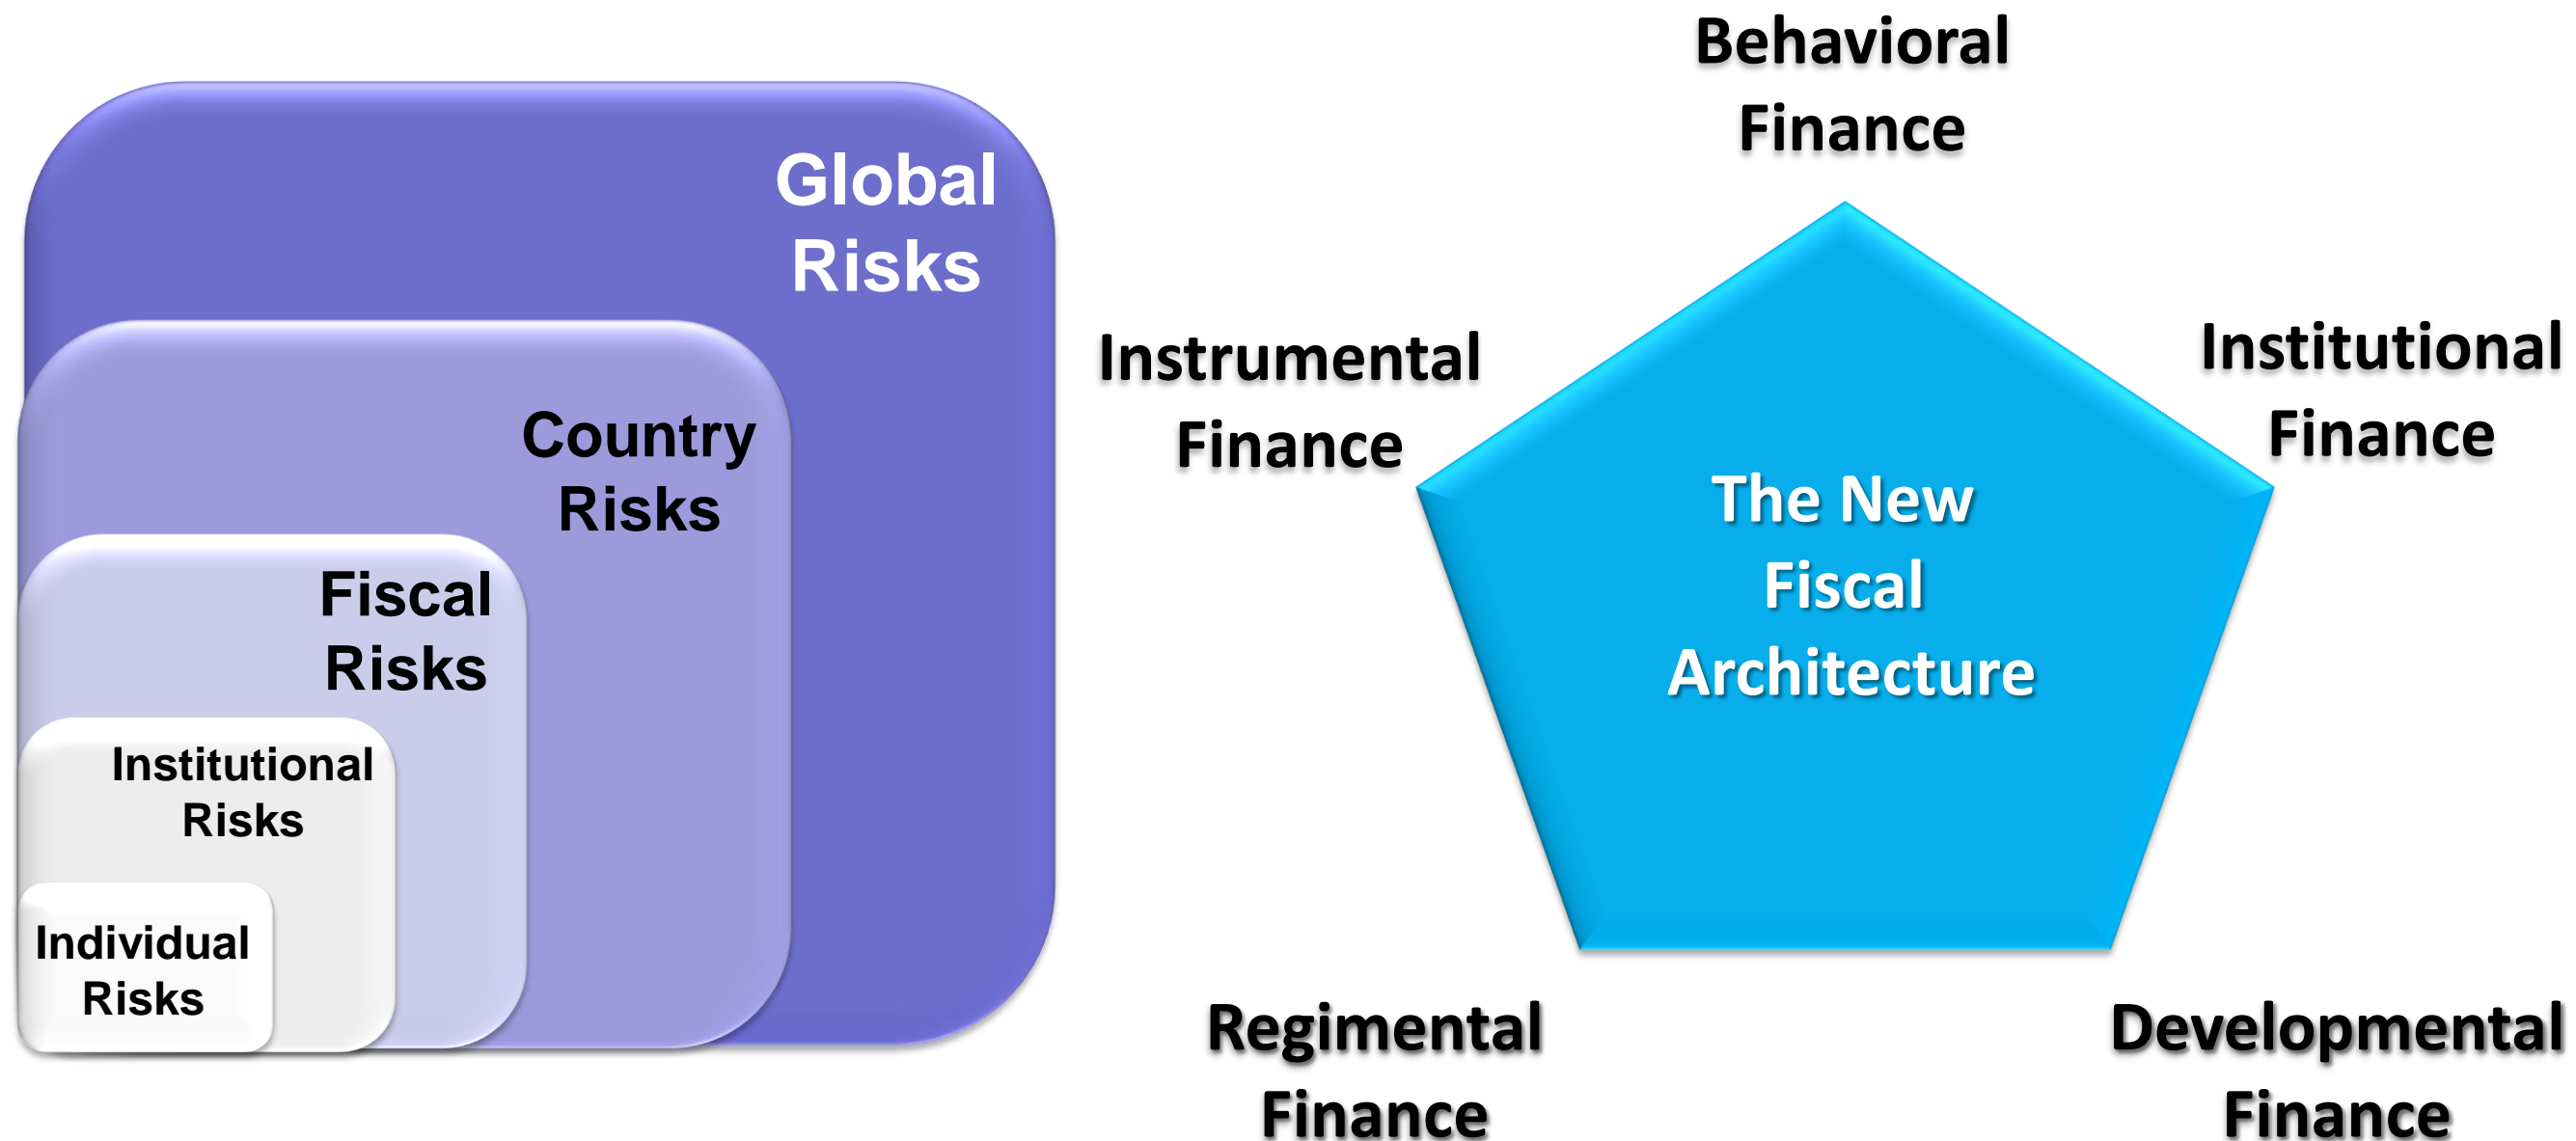 Global
Risks
Country
Risks
Fiscal
Risks
Institutional
Risks
Individual
Risks
Behavioral
Finance
Instrumental
Finance
Institutional
Finance
The New
Fiscal
Architecture
Regimental
Finance
Developmental
Finance